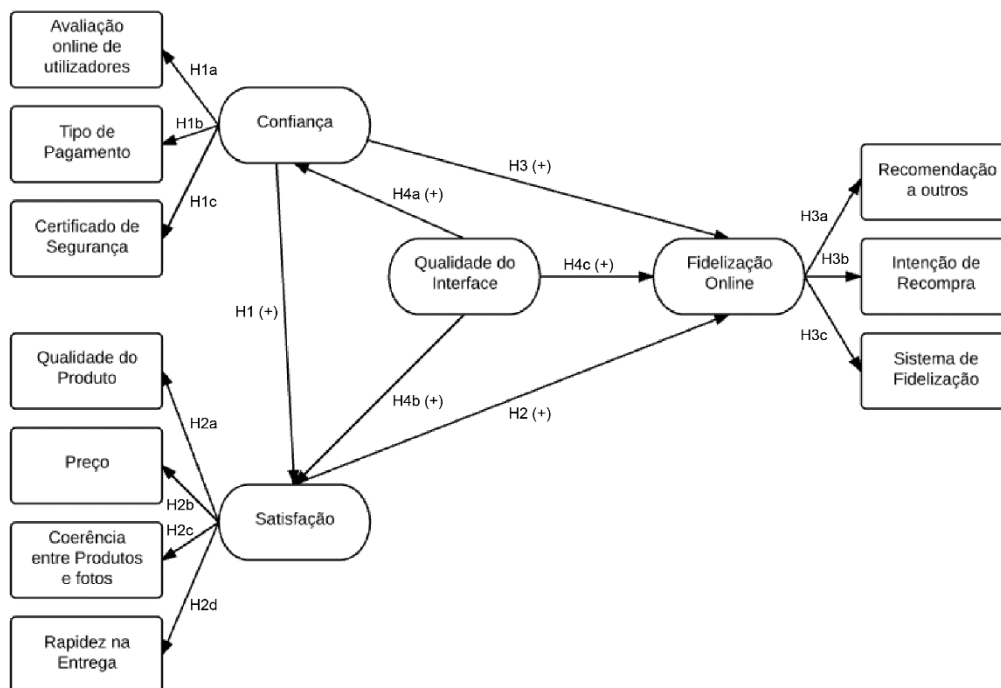 Avaliação
online de
utilizadores
H1a
Tipo de
Pagamento
H1b
Certificado de
Segurança
H1c
Confiança
H3 (+)
H4a (+)
Qualidade do
Interface
H4c (+)
Fidelização
Online
H1 (+)
H4b (+)
H2 (+)
Recomendação
a outros
H3a
Intenção de
Recompra
H3b
Sistema de
Fidelização
H3c
Qualidade do
Produto
H2a
Preço
H2b
Coerência
entre Produtos
e fotos
H2c
Rapidez na
Entrega
H2d
Satisfação